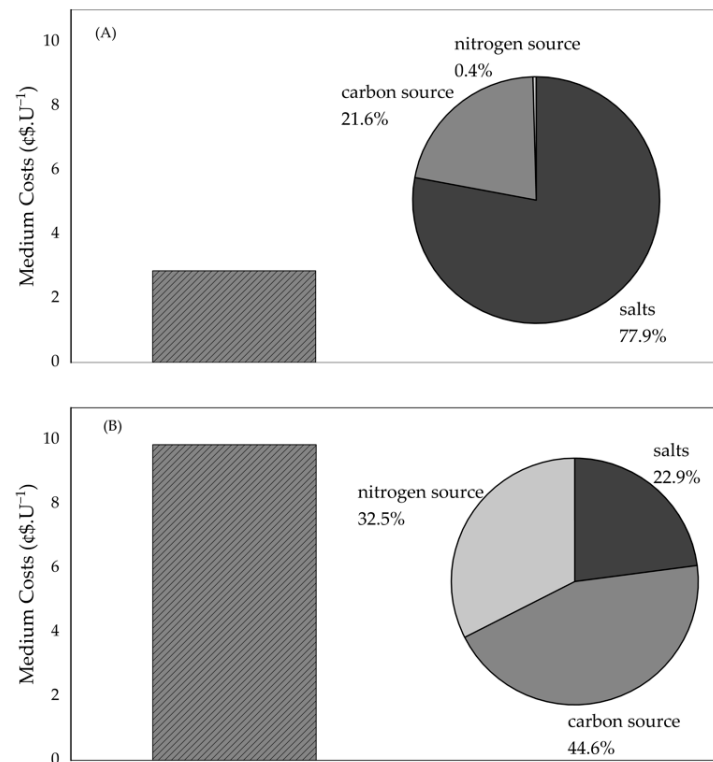 (A)
Medium Costs (¢$.U⁻¹)
10
8
6
4
2
0
nitrogen source
0.4%
carbon source
21.6%
salts
77.9%
(B)
Medium Costs (¢$.U⁻¹)
10
8
6
4
2
0
salts
22.9%
nitrogen source
32.5%
carbon source
44.6%